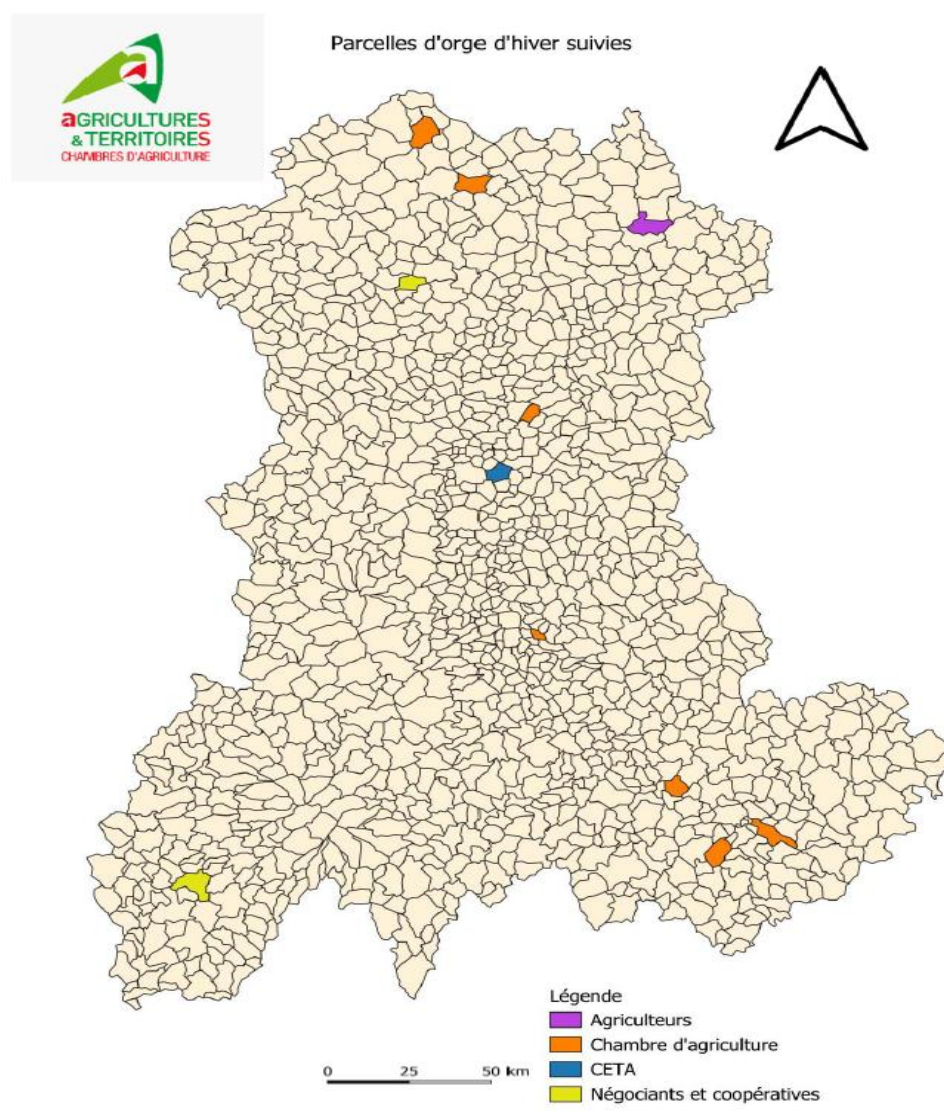 Parcelles d'orge d'hiver suivies
a
AGRICULTURES
& TERRITOIRES
CHAMBRES D'AGRICULTURE
Légende
Agriculteurs
Chambre d'agriculture
CETA
Négociants et coopératives
0 25 50 km